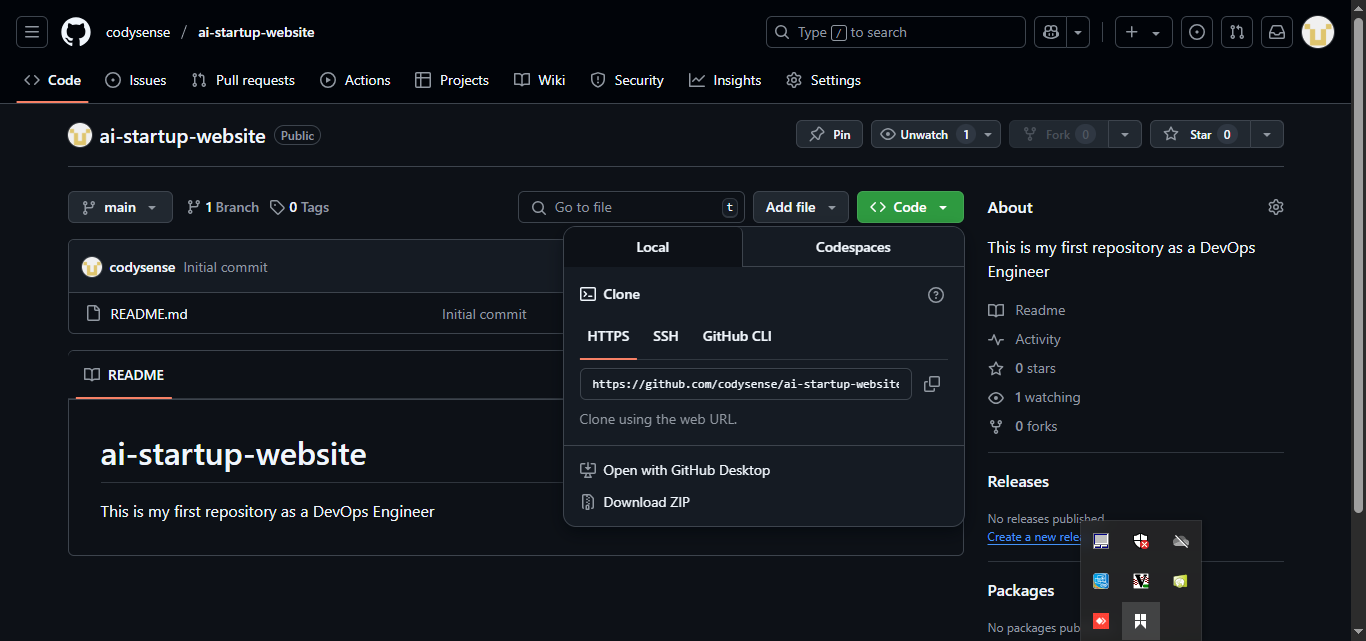 codysense / ai-startup-website
Type / to search
Code Issues Pull requests Actions Projects Wiki Security Insights Settings
ai-startup-website Public
Pin Unwatch 1 Fork 0 Star 0
main 1 Branch 0 Tags Go to file t Add file Code
codysense Initial commit
README.md Initial commit
README
ai-startup-website
This is my first repository as a DevOps Engineer
Local Codespaces
Clone
HTTPS SSH GitHub CLI
https://github.com/codysense/ai-startup-website
Clone using the web URL.
Open with GitHub Desktop
Download ZIP
About
This is my first repository as a DevOps
Engineer
Readme
Activity
0 stars
1 watching
0 forks
Releases
No releases published
Create a new rele
Packages
No packages pub